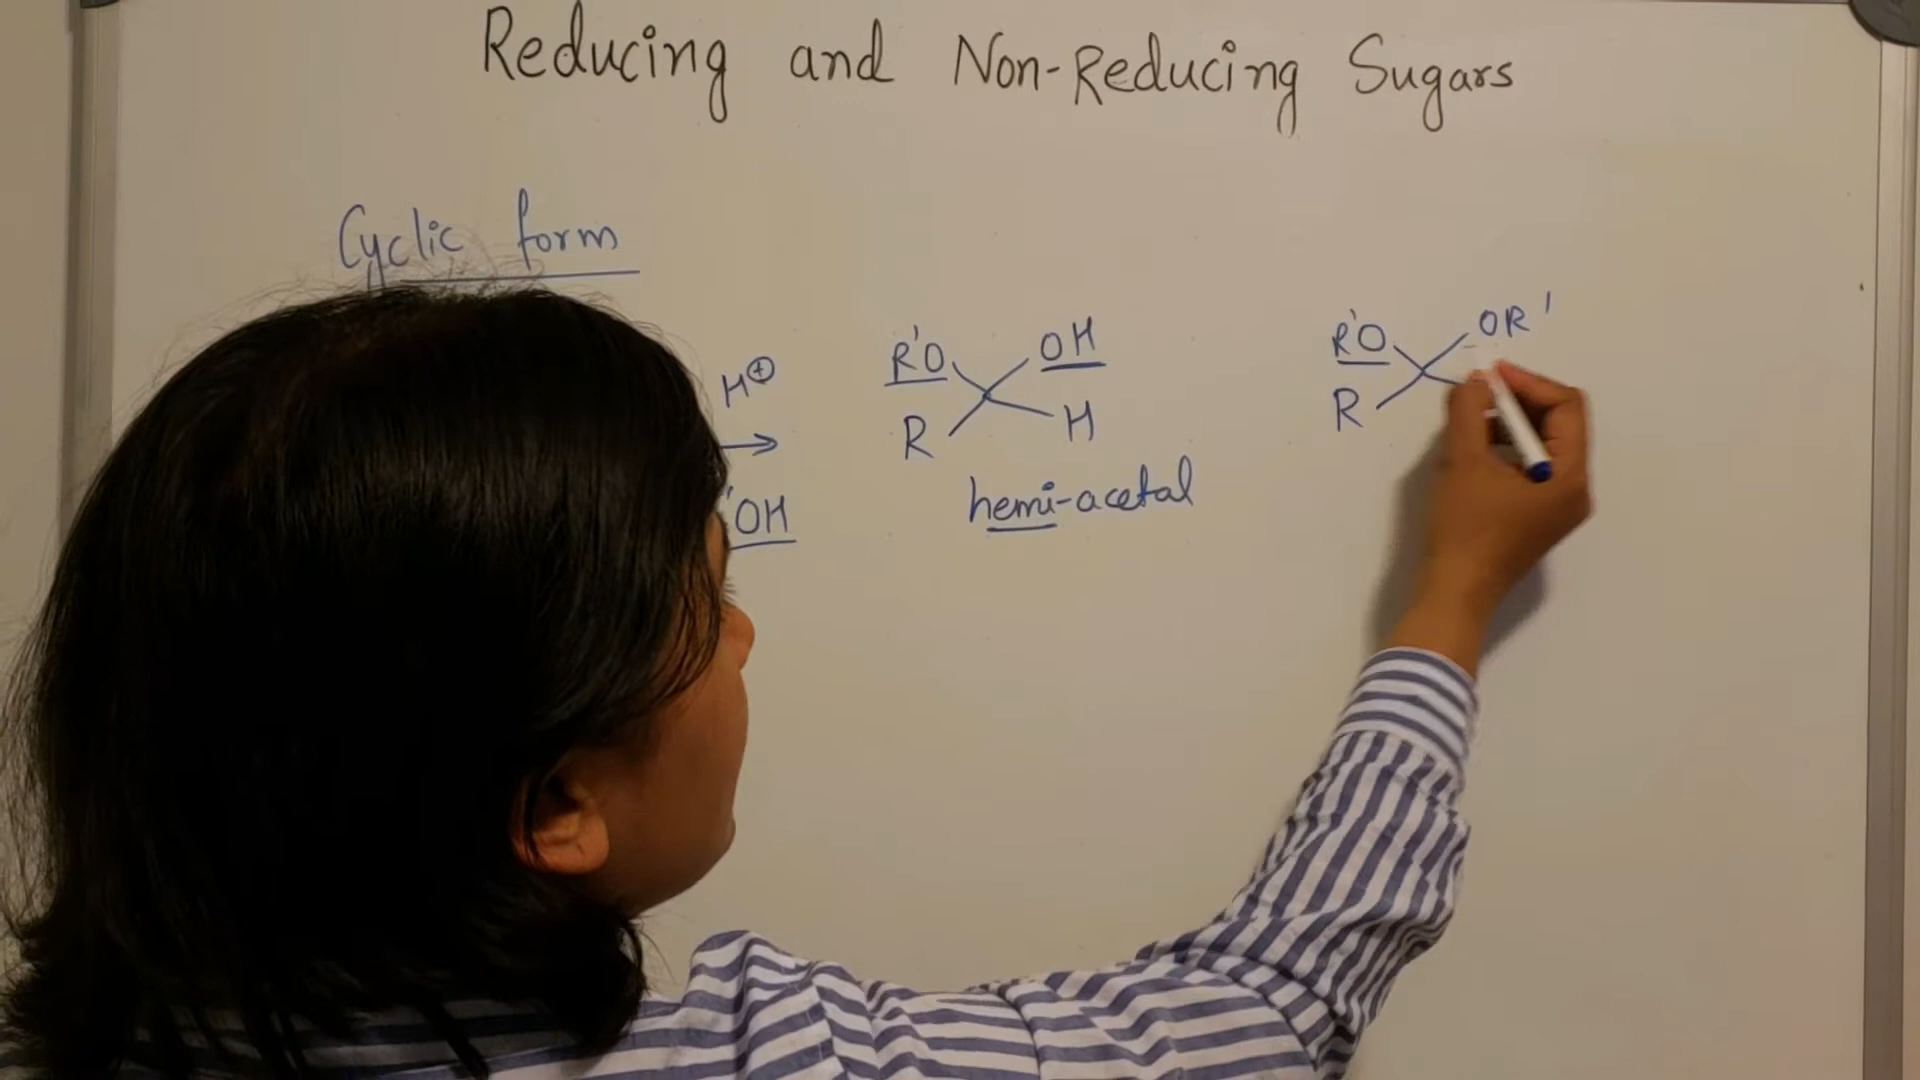 Reducing and Non-Reducing Sugars
Cyclic form
H⊕
'OH
R'O OH
R H
hemi-acetal
R'O OR'
R